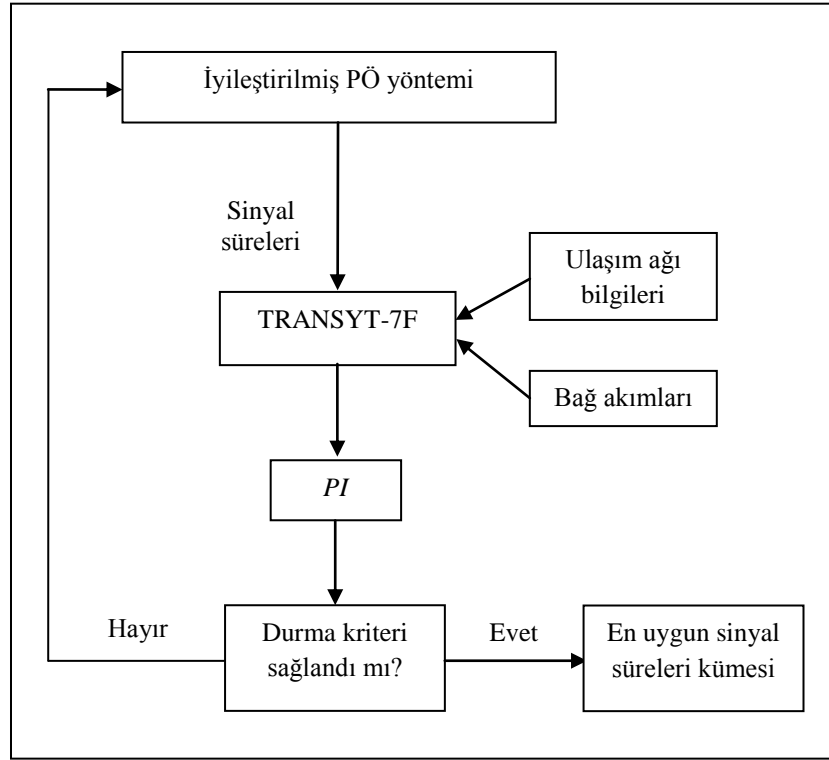 İyileştirilmiş PÖ yöntemi
Sinyal
süreleri
Ulaşım ağı
bilgileri
TRANSYT-7F
Bağ akımları
PI
Hayır
Durma kriteri
sağlandı mı?
Evet
En uygun sinyal
süreleri kümesi